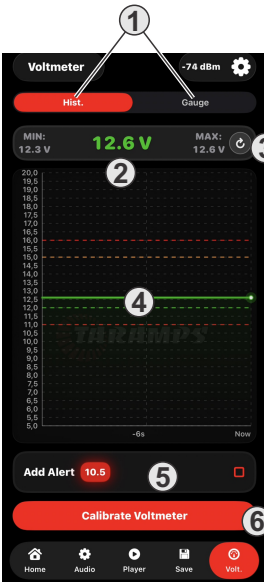 1
Voltmeter
-74 dBm
Hist.
Gauge
MIN:
12.3 V
12.6 V
MAX:
12.6 V
3
2
20,0
19,5
19,0
18,5
18,0
17,5
17,0
16,5
16,0
15,5
15,0
14,5
14,0
13,5
13,0
12,5
12,0
11,5
11,0
10,5
10,0
9,5
9,0
8,5
8,0
7,5
7,0
6,5
6,0
5,5
5,0
4
TARAMPS
-6s
Now
Add Alert
10.5
5
Calibrate Voltmeter
6
Home
Audio
Player
Save
Volt.